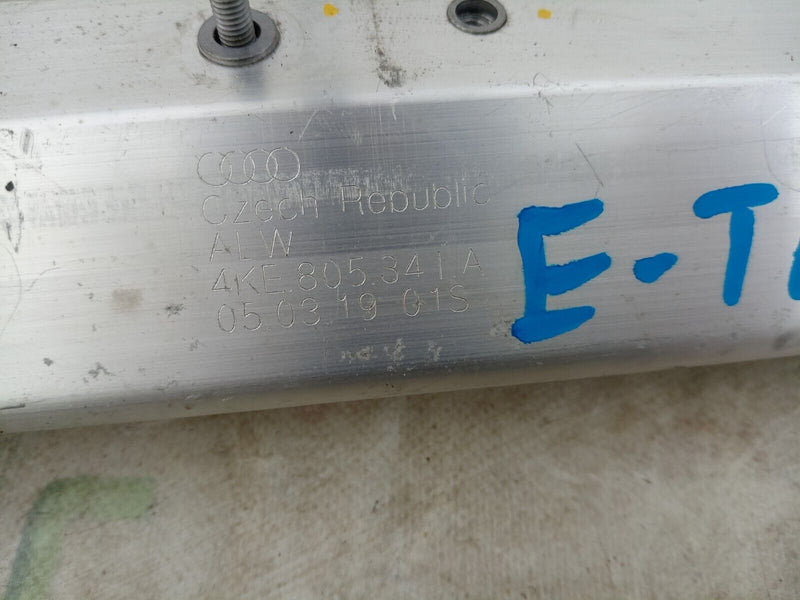 Czech Republic
ALW
4KE.805.341.A
05.03.19 01S
E-T